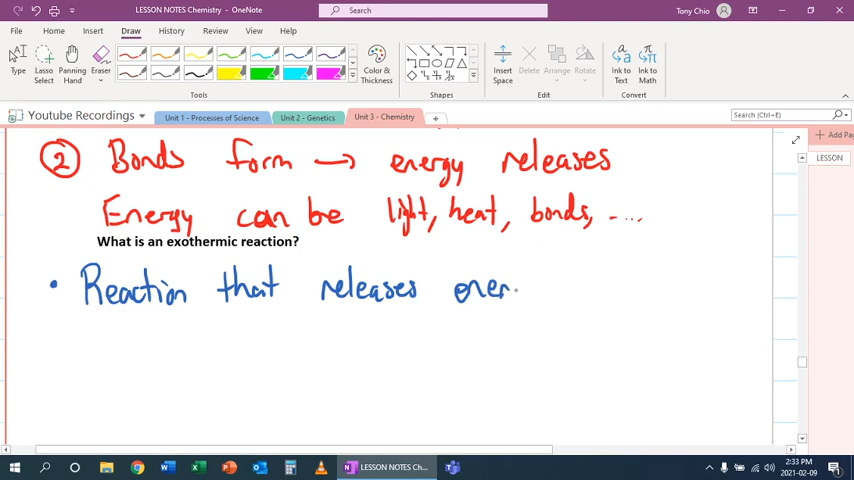 LESSON NOTES Chemistry - OneNote
Search
Tony Chio
File Home Insert Draw History Review View Help
Type Lasso Select Panning Hand Eraser Color & Thickness Insert Space Delete Arrange Rotate Ink to Text Ink to Math
Tools Shapes Edit Convert
Youtube Recordings Unit 1 - Processes of Science Unit 2 - Genetics Unit 3 - Chemistry Search (Ctrl+E)
Add Pa
LESSON
2 Bonds form → energy releases
Energy can be light, heat, bonds, ....
What is an exothermic reaction?
• Reaction that releases ener
LESSON NOTES Ch...
2:33 PM
2021-02-09